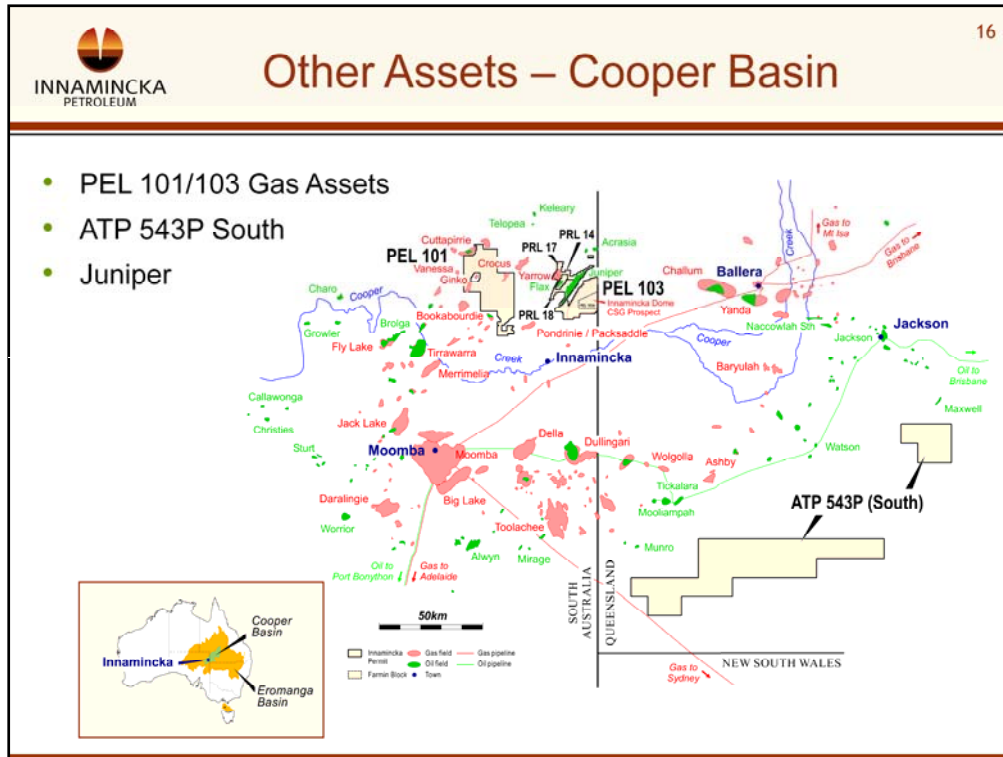 16
INNAMINCKA
PETROLEUM
Other Assets – Cooper Basin
• PEL 101/103 Gas Assets
• ATP 543P South
• Juniper
Keleary
Telopea
PRL 14
PRL 17
Acrasia
Cuttapirrie
PEL 101
Crocus
Vanessa
Ginko
Yarrow
Flax
Juniper
PEL 103
PRL 18
Innamincka Dome
CSG Prospect
Gas to
Mt Isa
Gas to
Brisbane
Creek
Challum
Ballera
Yanda
Naccowlah Sth
Charo
Cooper
Growler
Brolga
Bookabourdie
Fly Lake
Tirrawarra
Merrimelia
Creek
Innamincka
Pondrinie / Packsaddle
Cooper
Baryulah
Jackson
Jackson
Oil to
Brisbane
Maxwell
Callawonga
Christies
Jack Lake
Sturt
Moomba
Moomba
Della
Dullingari
Wolgolla
Ashby
Watson
Tickalara
Mooliampah
Big Lake
Daralingie
Worrior
Toolachee
Alwyn
Mirage
Munro
ATP 543P (South)
Oil to
Port Bonython
Gas to
Adelaide
SOUTH
AUSTRALIA
QUEENSLAND
NEW SOUTH WALES
Gas to
Sydney
50km
Innamincka
Permit
Gas field
Gas pipeline
Oil field
Oil pipeline
Farmin Block
Town
Cooper
Basin
Innamincka
Eromanga
Basin